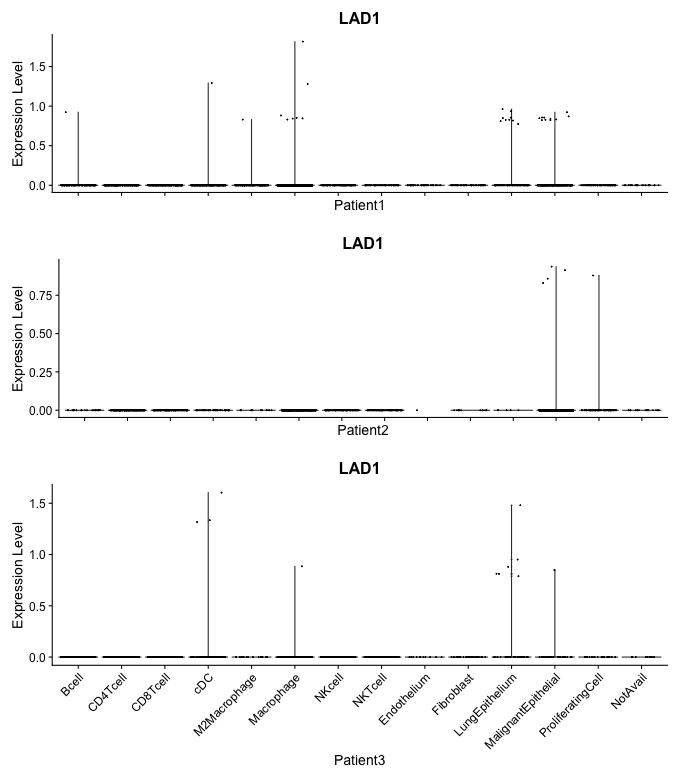 LAD1
Expression Level
1.5
1.0
0.5
0.0
Patient1
LAD1
Expression Level
0.75
0.50
0.25
0.00
Patient2
LAD1
Expression Level
1.5
1.0
0.5
0.0
Bcell
CD4Tcell
CD8Tcell
cDC
M2Macrophage
Macrophage
NKcell
NKTcell
Endothelium
Fibroblast
LungEpithelium
MalignantEpithelial
ProliferatingCell
NotAvail
Patient3